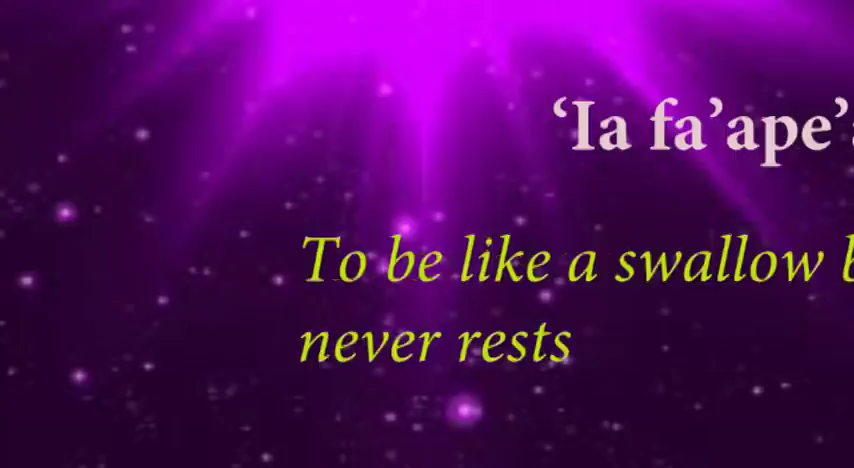 ‘Ia fa’ape’
To be like a swallow
never rests